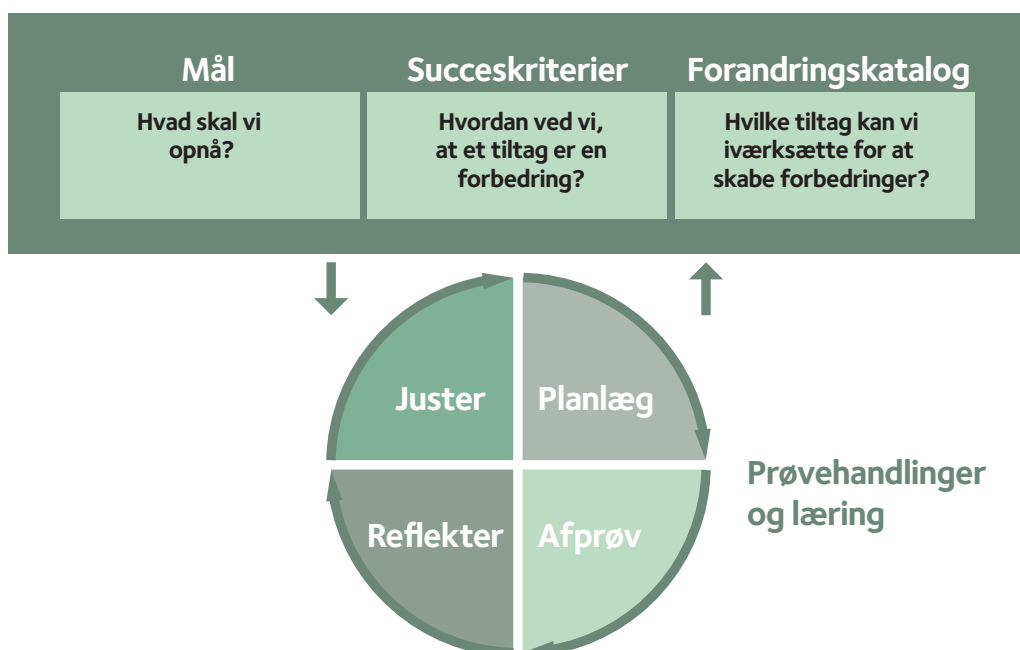 Mål
Succeskriterier
Forandringskatalog
Hvad skal vi
opnå?
Hvordan ved vi,
at et tiltag er en
forbedring?
Hvilke tiltag kan vi
iværksætte for at
skabe forbedringer?
Juster
Planlæg
Reflekter
Afprøv
Prøvehandlinger
og læring